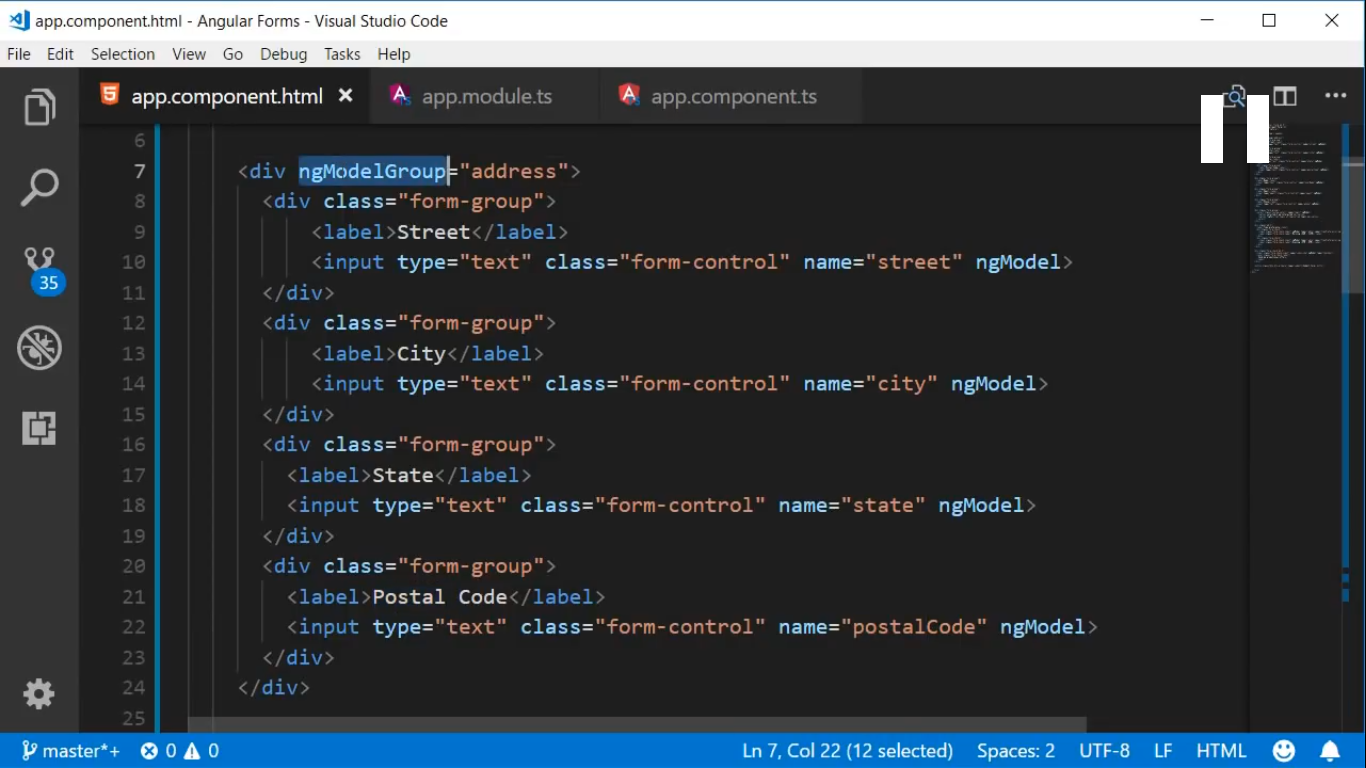 app.component.html - Angular Forms - Visual Studio Code
File Edit Selection View Go Debug Tasks Help
app.component.html app.module.ts app.component.ts
6
7 <div ngModelGroup="address">
8 <div class="form-group">
9 <label>Street</label>
10 <input type="text" class="form-control" name="street" ngModel>
11 </div>
12 <div class="form-group">
13 <label>City</label>
14 <input type="text" class="form-control" name="city" ngModel>
15 </div>
16 <div class="form-group">
17 <label>State</label>
18 <input type="text" class="form-control" name="state" ngModel>
19 </div>
20 <div class="form-group">
21 <label>Postal Code</label>
22 <input type="text" class="form-control" name="postalCode" ngModel>
23 </div>
24 </div>
25
35
master*+ 0 0 Ln 7, Col 22 (12 selected) Spaces: 2 UTF-8 LF HTML